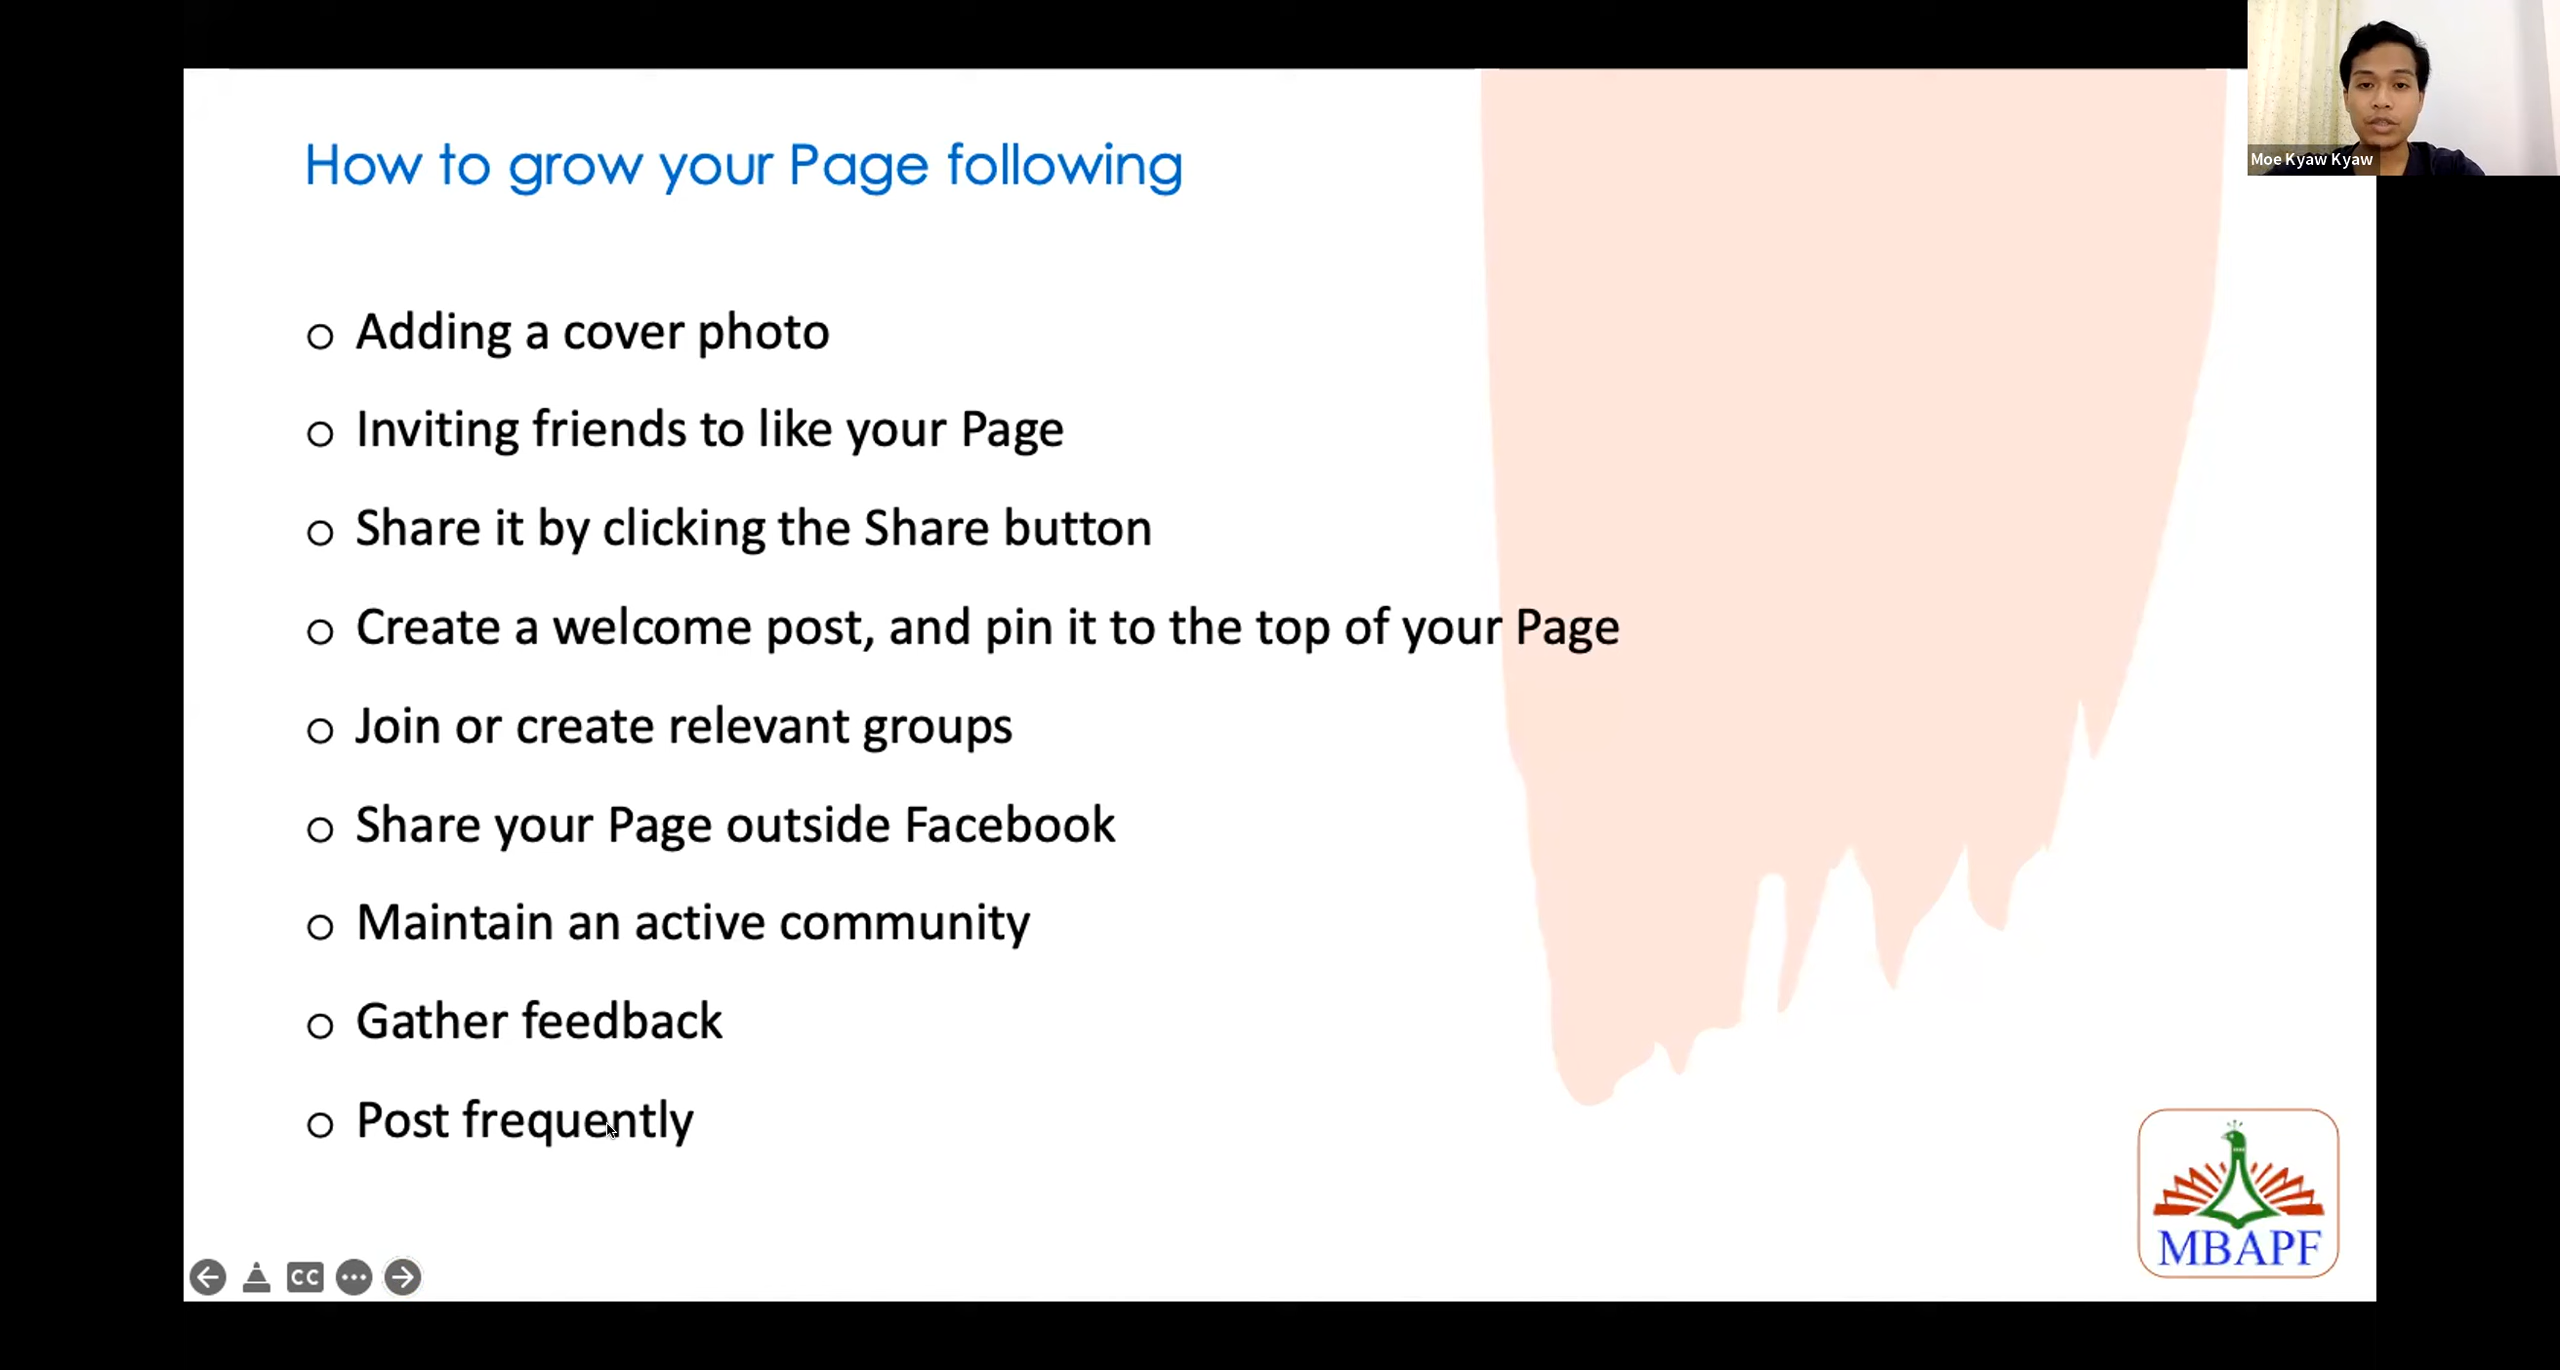 How to grow your Page following
Moe Kyaw Kyaw
o Adding a cover photo
o Inviting friends to like your Page
o Share it by clicking the Share button
o Create a welcome post, and pin it to the top of your Page
o Join or create relevant groups
o Share your Page outside Facebook
o Maintain an active community
o Gather feedback
o Post frequently
MBAPF
CC